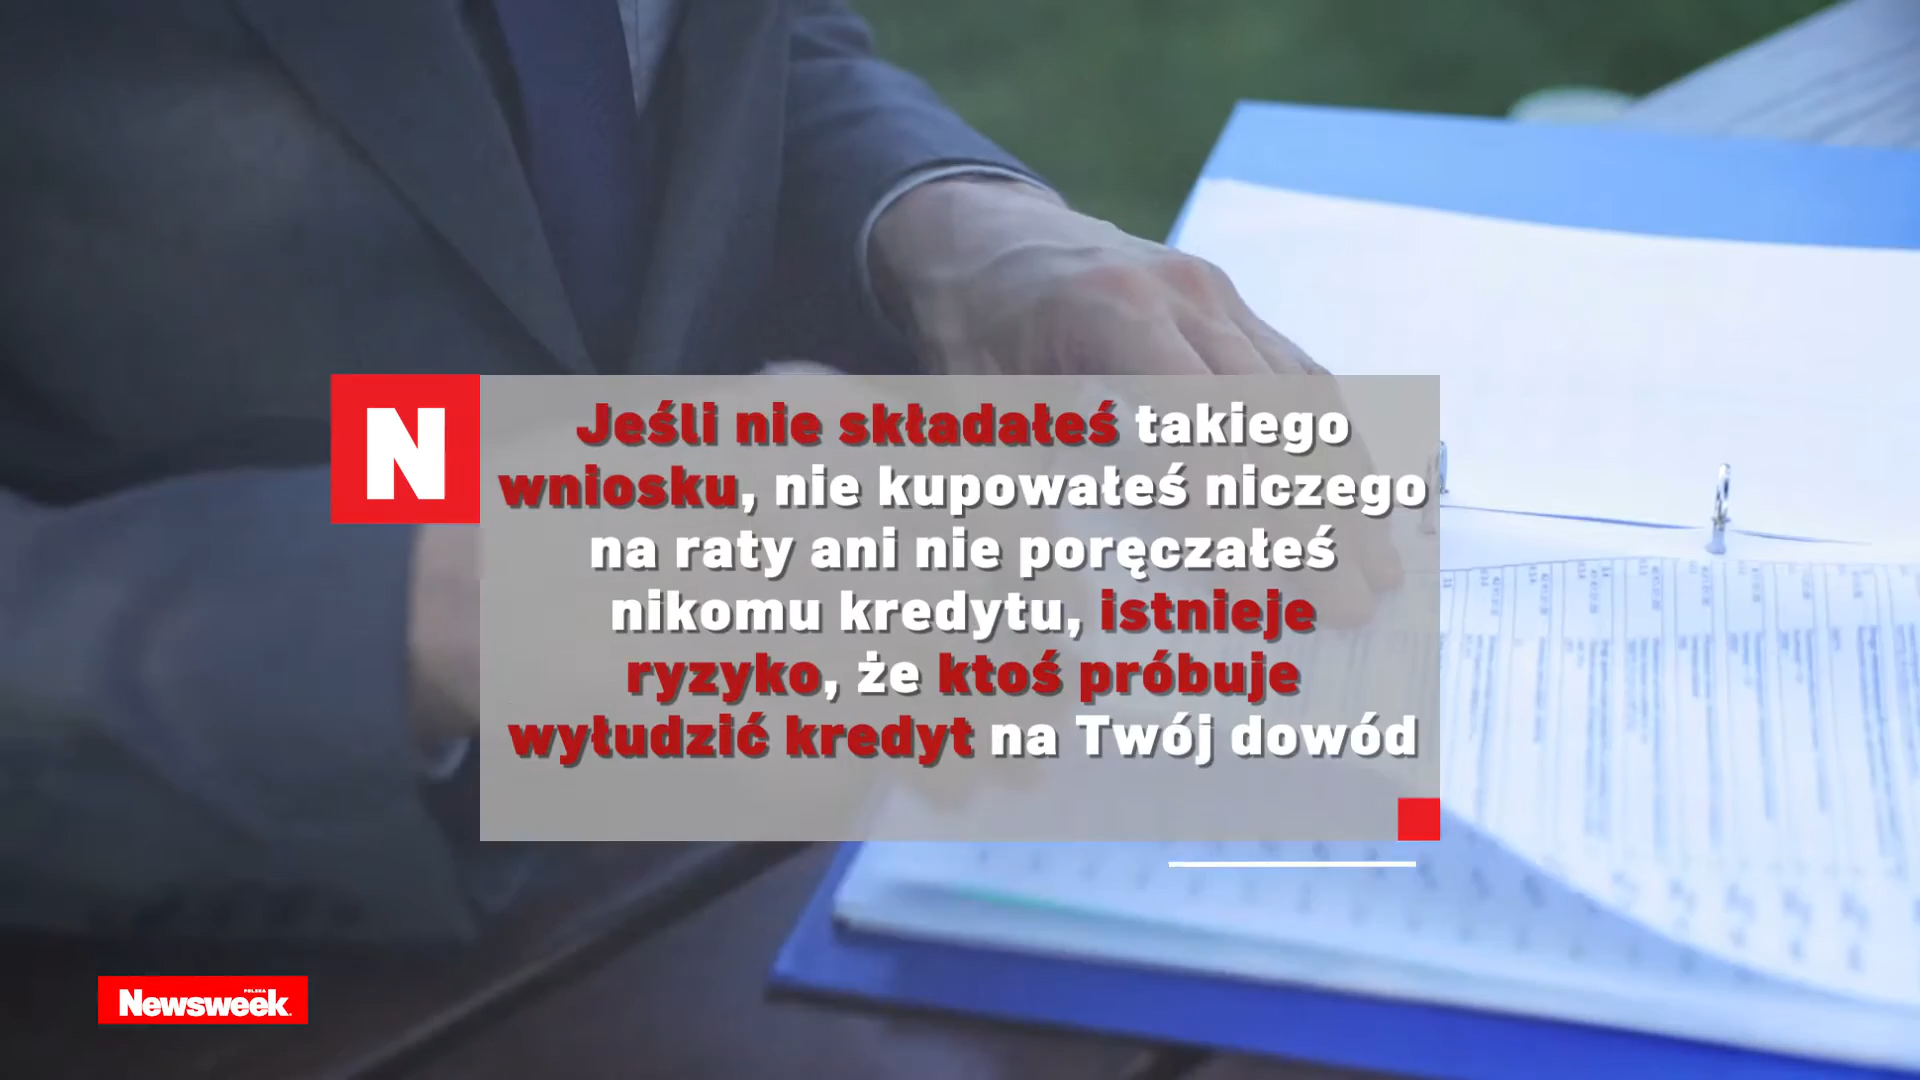 N
Jeśli nie składałeś takiego
wniosku, nie kupowałeś niczego
na raty ani nie poręczałeś
nikomu kredytu, istnieje
ryzyko, że ktoś próbuje
wyłudzić kredyt na Twój dowód
POLSKA
Newsweek